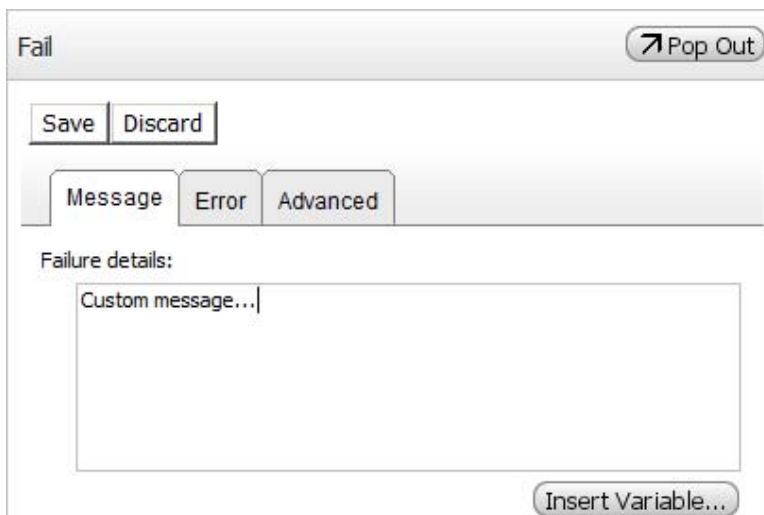 Fail Pop Out
Save Discard
Message Error Advanced
Failure details:
Custom message...
Insert Variable...